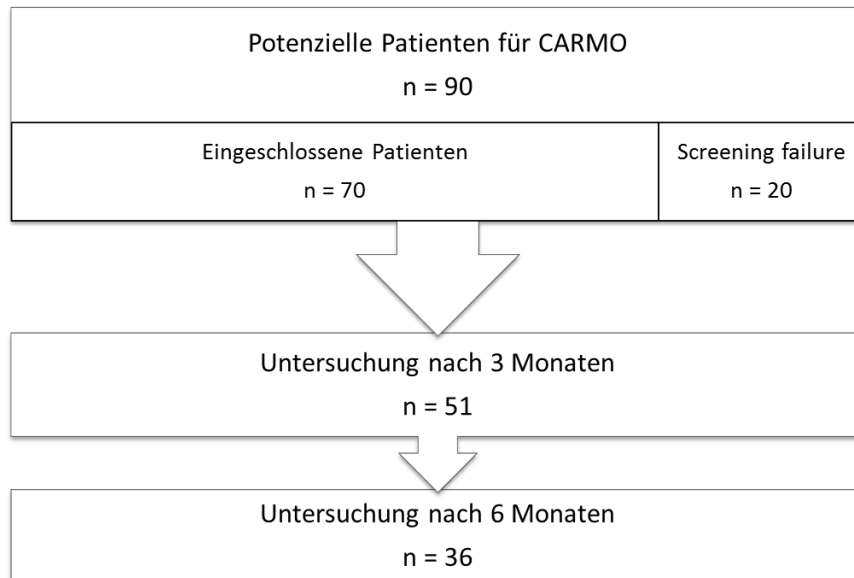 Potenzielle Patienten für CARMO
n = 90
Eingeschlossene Patienten
n = 70
Screening failure
n = 20
Untersuchung nach 3 Monaten
n = 51
Untersuchung nach 6 Monaten
n = 36